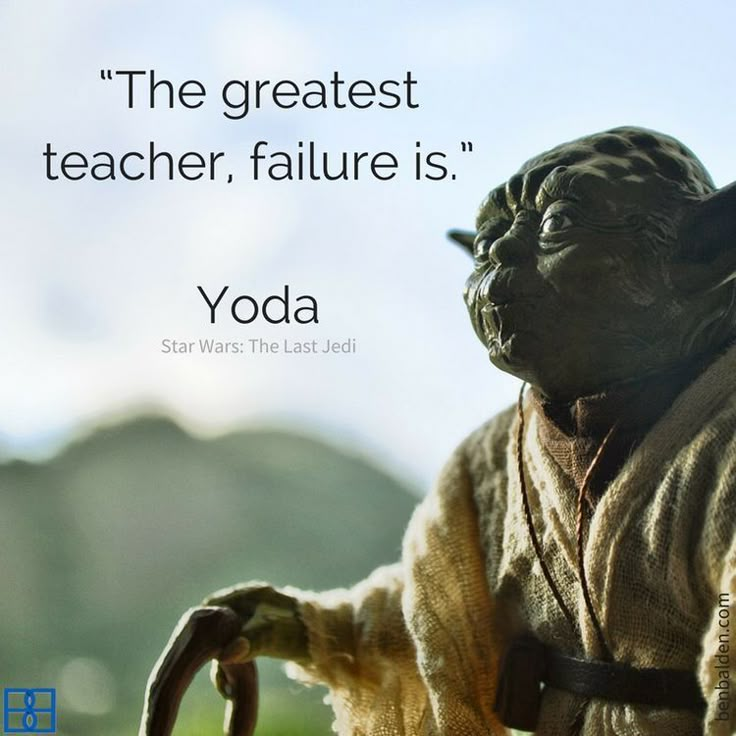 “The greatest
teacher, failure is.”
Yoda
Star Wars: The Last Jedi
benbalden.com